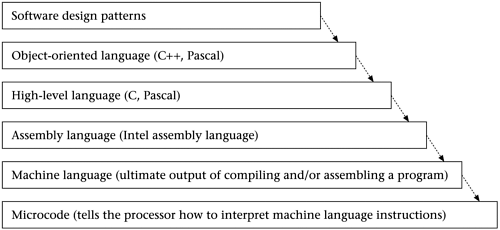 Software design patterns
Object-oriented language (C++, Pascal)
High-level language (C, Pascal)
Assembly language (Intel assembly language)
Machine language (ultimate output of compiling and/or assembling a program)
Microcode (tells the processor how to interpret machine language instructions)